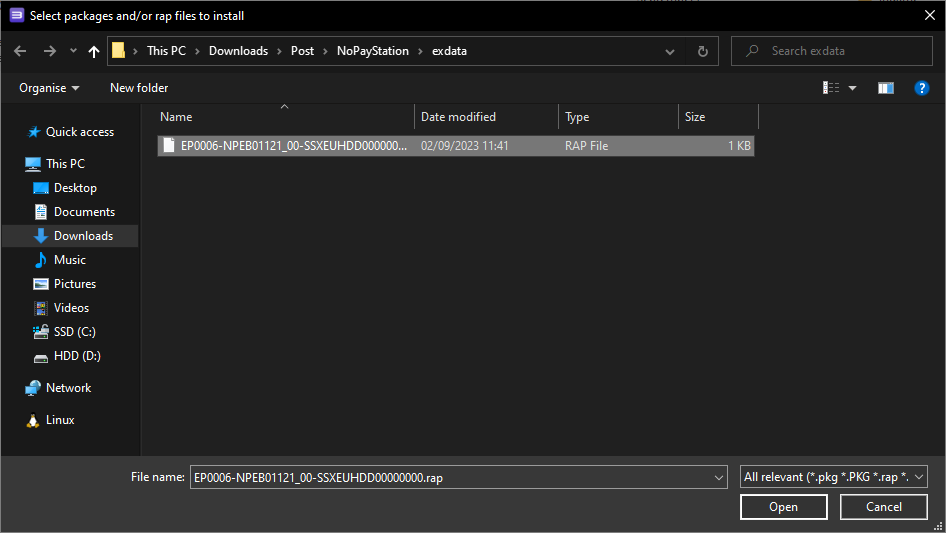 Select packages and/or rap files to install
This PC > Downloads > Post > NoPayStation > exdata
Search exdata
Organise
New folder
Name
Date modified
Type
Size
EP0006-NPEB01121_00-SSXEUHDD000000...
02/09/2023 11:41
RAP File
1 KB
Quick access
This PC
Desktop
Documents
Downloads
Music
Pictures
Videos
SSD (C:)
HDD (D:)
Network
Linux
File name:
EP0006-NPEB01121_00-SSXEUHDD00000000.rap
All relevant (*.pkg *.PKG *.rap *.
Open
Cancel